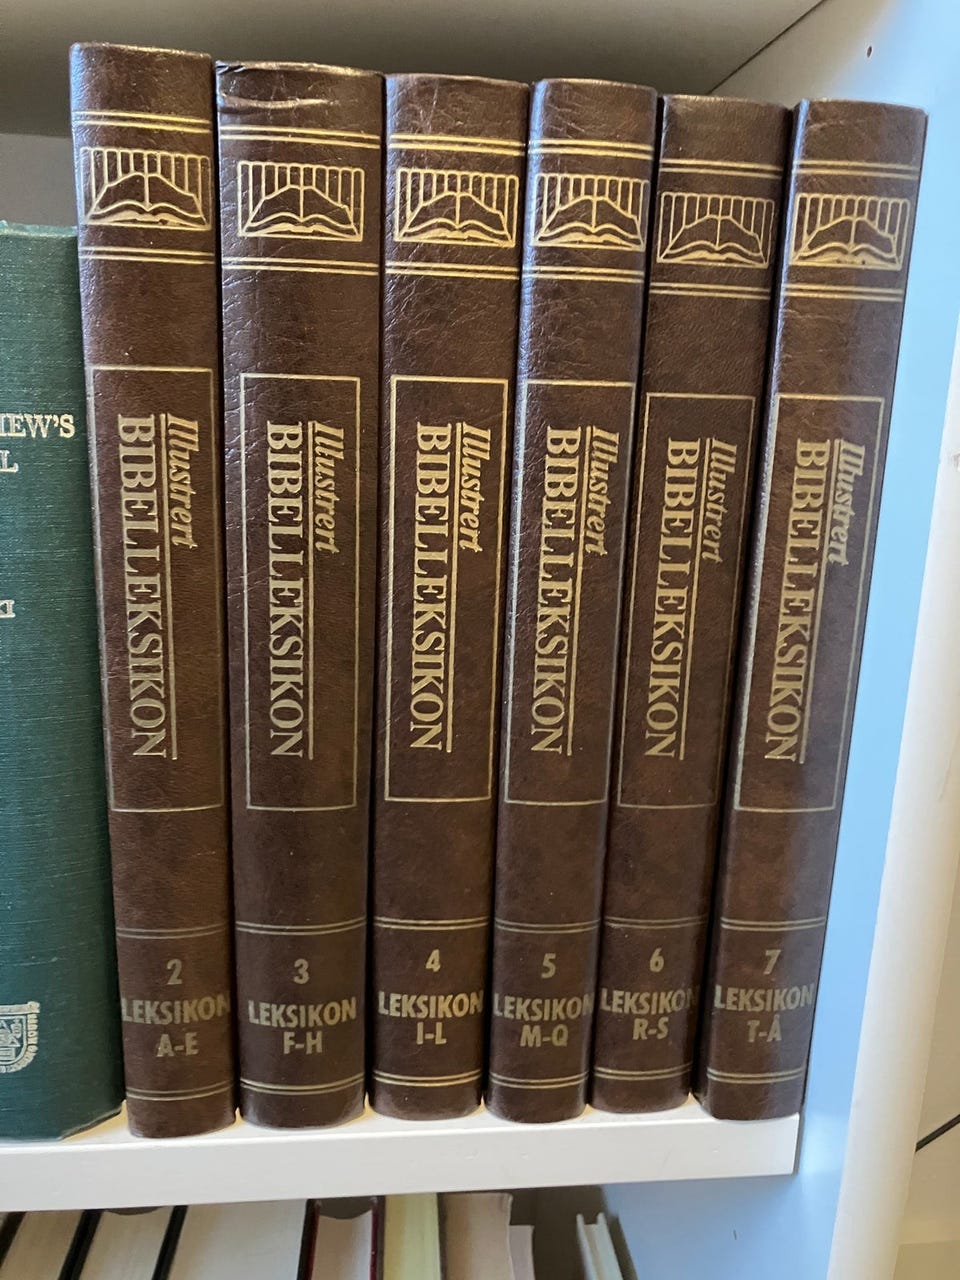 Illustrert
BIBELLEKSIKON
2
LEKSIKON
A-E
Illustrert
BIBELLEKSIKON
3
LEKSIKON
F-H
Illustrert
BIBELLEKSIKON
4
LEKSIKON
I-L
Illustrert
BIBELLEKSIKON
5
LEKSIKON
M-Q
Illustrert
BIBELLEKSIKON
6
LEKSIKON
R-S
Illustrert
BIBELLEKSIKON
7
LEKSIKON
T-Å